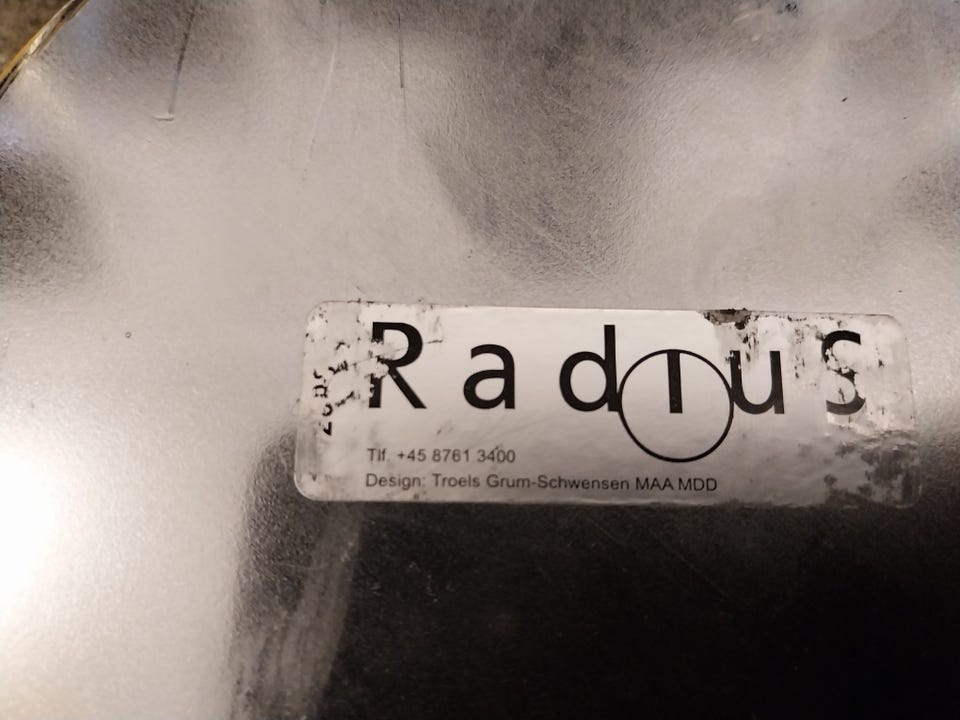 Radius
Tlf. +45 8761 3400
Design: Troels Grum-Schwensen MAA MDD